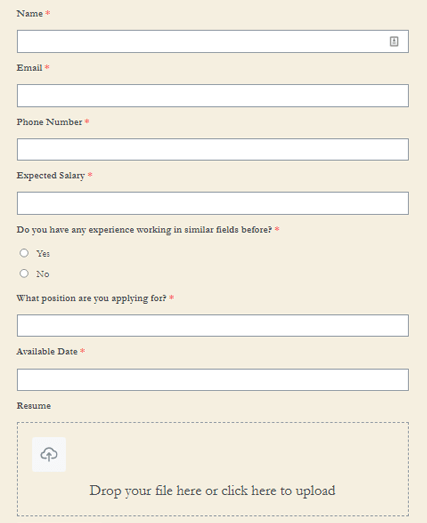 Name *
Email *
Phone Number *
Expected Salary *
Do you have any experience working in similar fields before? *
Yes
No
What position are you applying for? *
Available Date *
Resume
Drop your file here or click here to upload